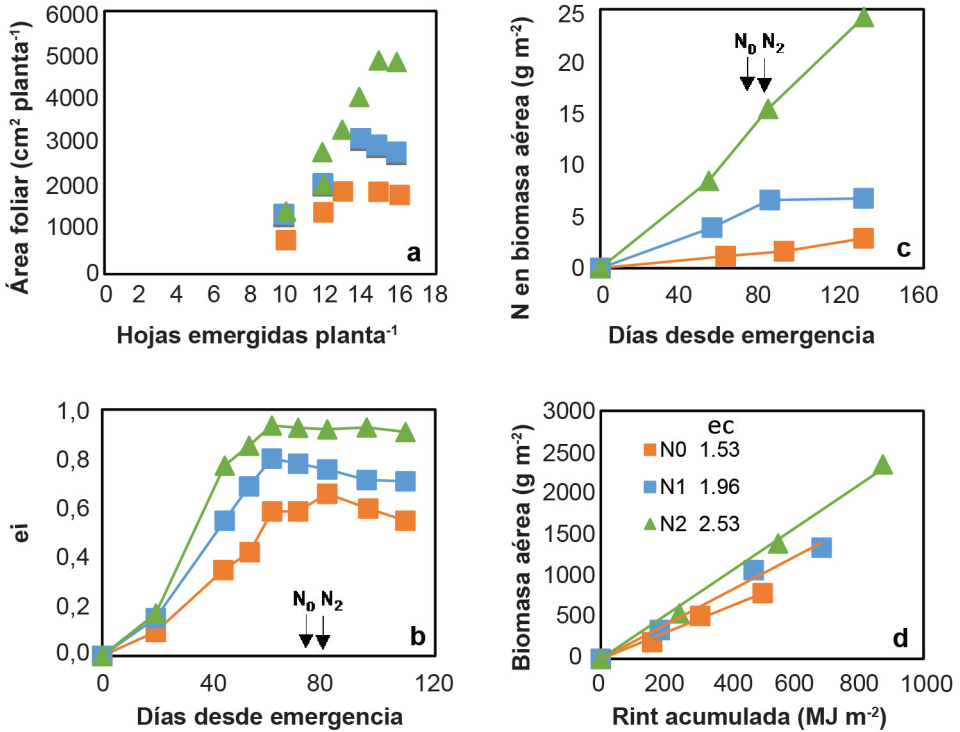 Área foliar (cm² planta⁻¹)
6000
5000
4000
3000
2000
1000
0
0 2 4 6 8 10 12 14 16 18
Hojas emergidas planta⁻¹
a
N en biomasa aérea (g m⁻²)
25
20
15
10
5
0
N₀ N₂
0 40 80 120 160
Días desde emergencia
c
ei
1,0
0,8
0,6
0,4
0,2
0,0
N₀ N₂
0 40 80 120
Días desde emergencia
b
Biomasa aérea (g m⁻²)
3000
2500
2000
1500
1000
500
0
ec
N0 1.53
N1 1.96
N2 2.53
0 200 400 600 800 1000
Rint acumulada (MJ m⁻²)
d